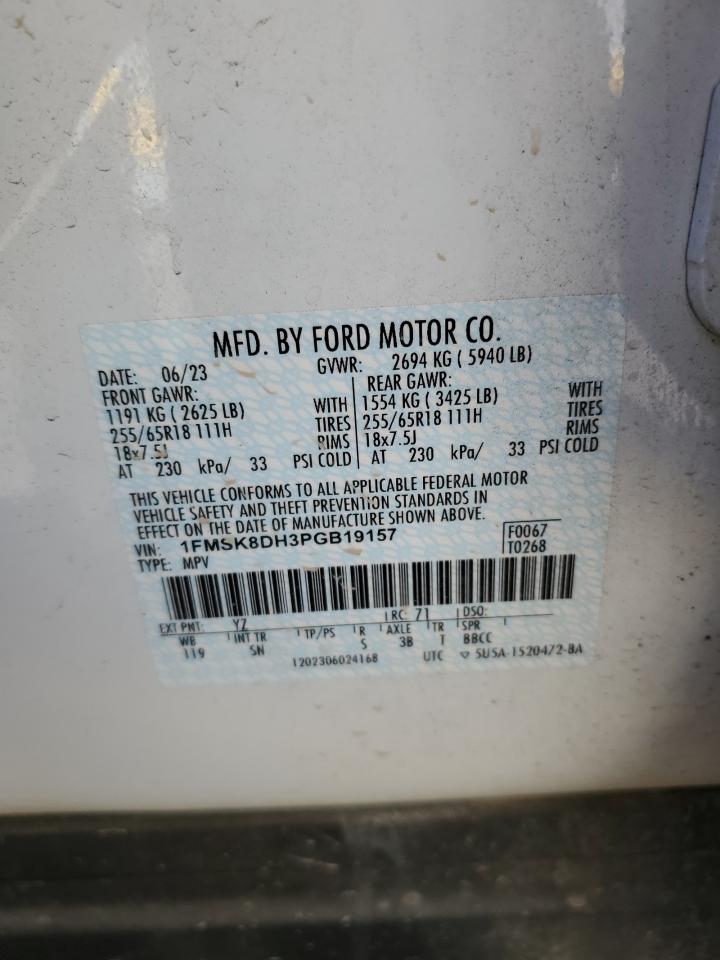 MFD. BY FORD MOTOR CO.
DATE: 06/23 GVWR: 2694 KG ( 5940 LB)
FRONT GAWR: REAR GAWR:
1191 KG ( 2625 LB) WITH 1554 KG ( 3425 LB) WITH
255/65R18 111H TIRES 255/65R18 111H TIRES
18x7.5J RIMS 18x7.5J RIMS
AT 230 kPa/ 33 PSI COLD AT 230 kPa/ 33 PSI COLD
THIS VEHICLE CONFORMS TO ALL APPLICABLE FEDERAL MOTOR
VEHICLE SAFETY AND THEFT PREVENTION STANDARDS IN
EFFECT ON THE DATE OF MANUFACTURE SHOWN ABOVE.
VIN: 1FMSK8DH3PGB19157 F0067
TYPE: MPV T0268
EXT PNT: YZ RC: 71 DSO:
WB INT TR TP/PS R AXLE TR SPR
119 SN S 3B T BBCC
1202306024168 UTC ▽ 5U5A-1520472-BA